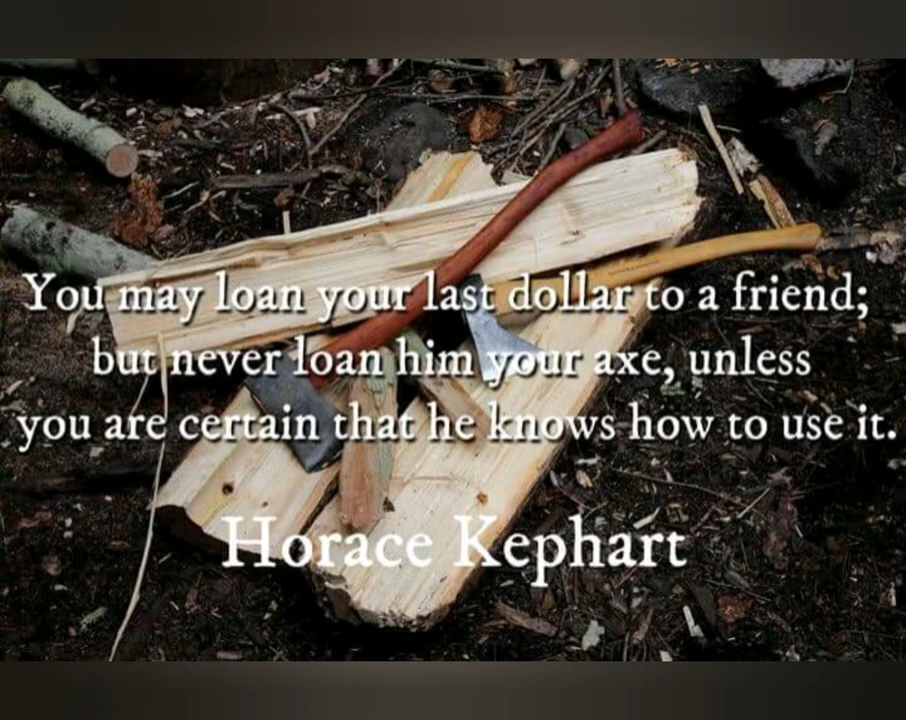 You may loan your last dollar to a friend;
but never loan him your axe, unless
you are certain that he knows how to use it.
Horace Kephart